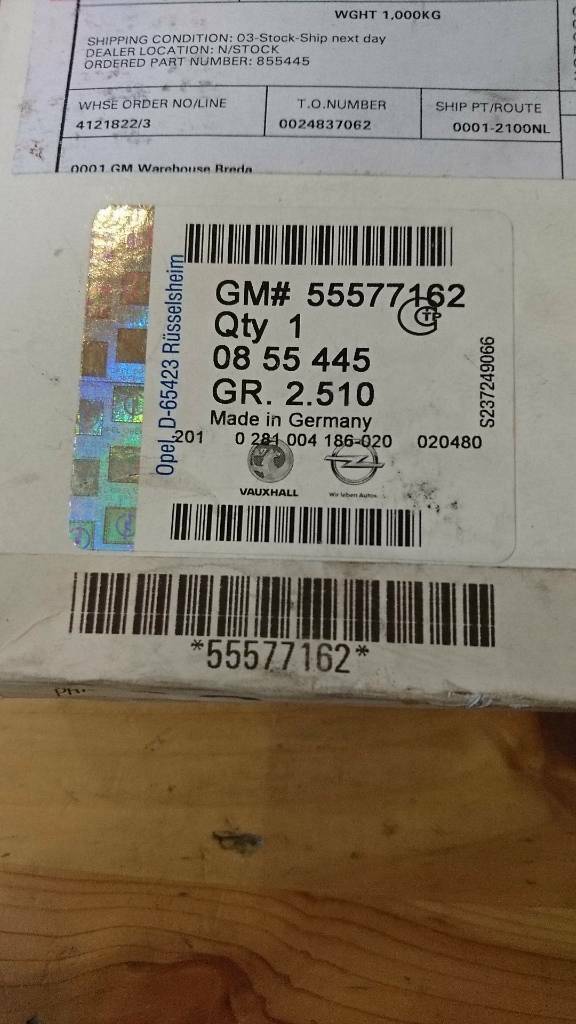 WGHT 1,000KG
SHIPPING CONDITION: 03-Stock-Ship next day
DEALER LOCATION: N/STOCK
ORDERED PART NUMBER: 855445
WHSE ORDER NO/LINE
4121822/3
T.O.NUMBER
0024837062
SHIP PT/ROUTE
0001-2100NL
0001 GM Warehouse Breda
Opel, D-65423 Rüsselsheim
GM# 55577162
Qty 1
08 55 445
GR. 2.510
Made in Germany
201 0 281 004 186-020 020480
S237249066
VAUXHALL
Wir leben Autos.
*55577162*